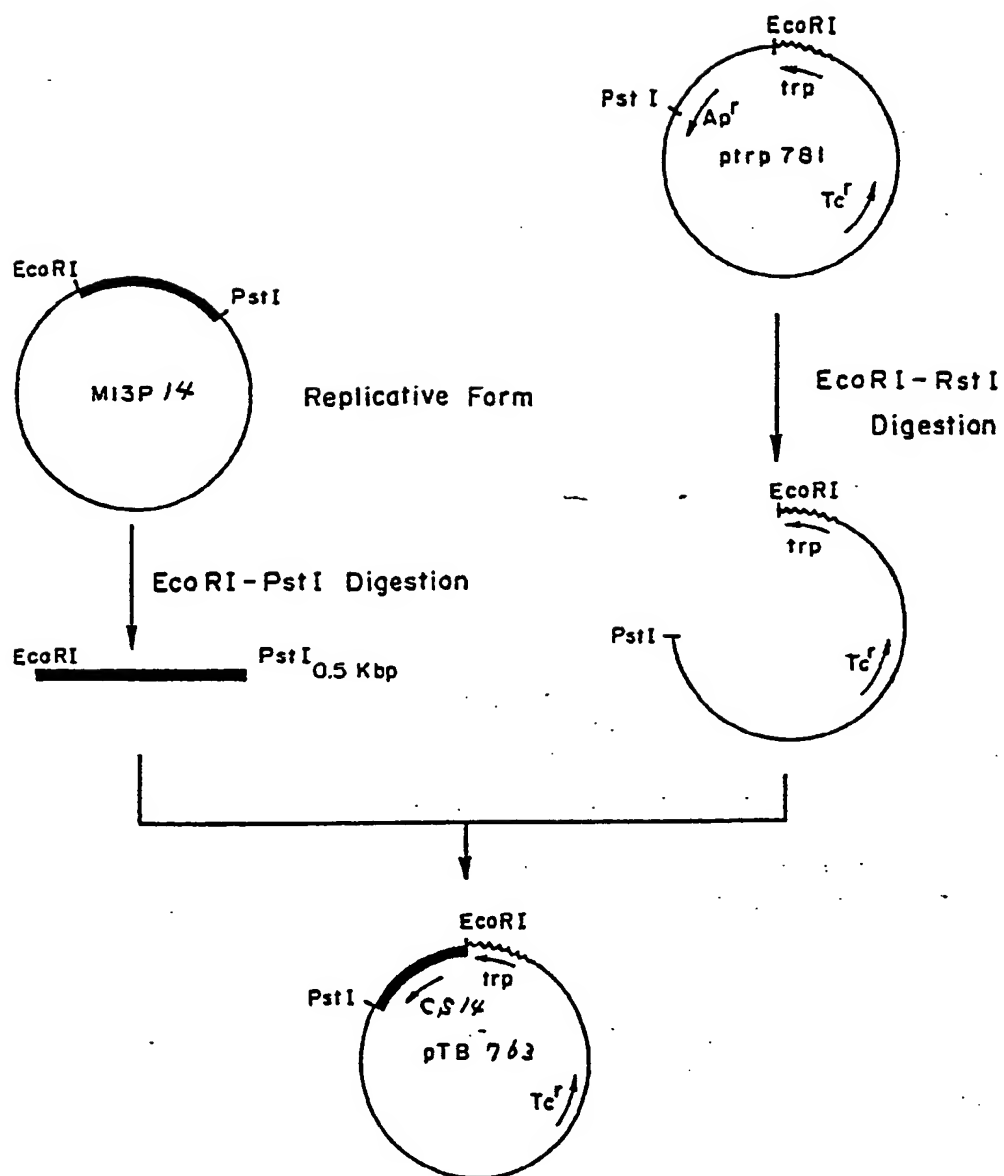 EcoRI
trp
Pst I
Apʳ
ptrp 781
Tcʳ
EcoRI
PstI
M13P 14
Replicative Form
EcoRI-RstI
Digestion
EcoRI
trp
EcoRI-PstI Digestion
PstI
Tcʳ
EcoRI
PstI
0.5 Kbp
EcoRI
trp
PstI
CS14
pTB 763
Tcʳ